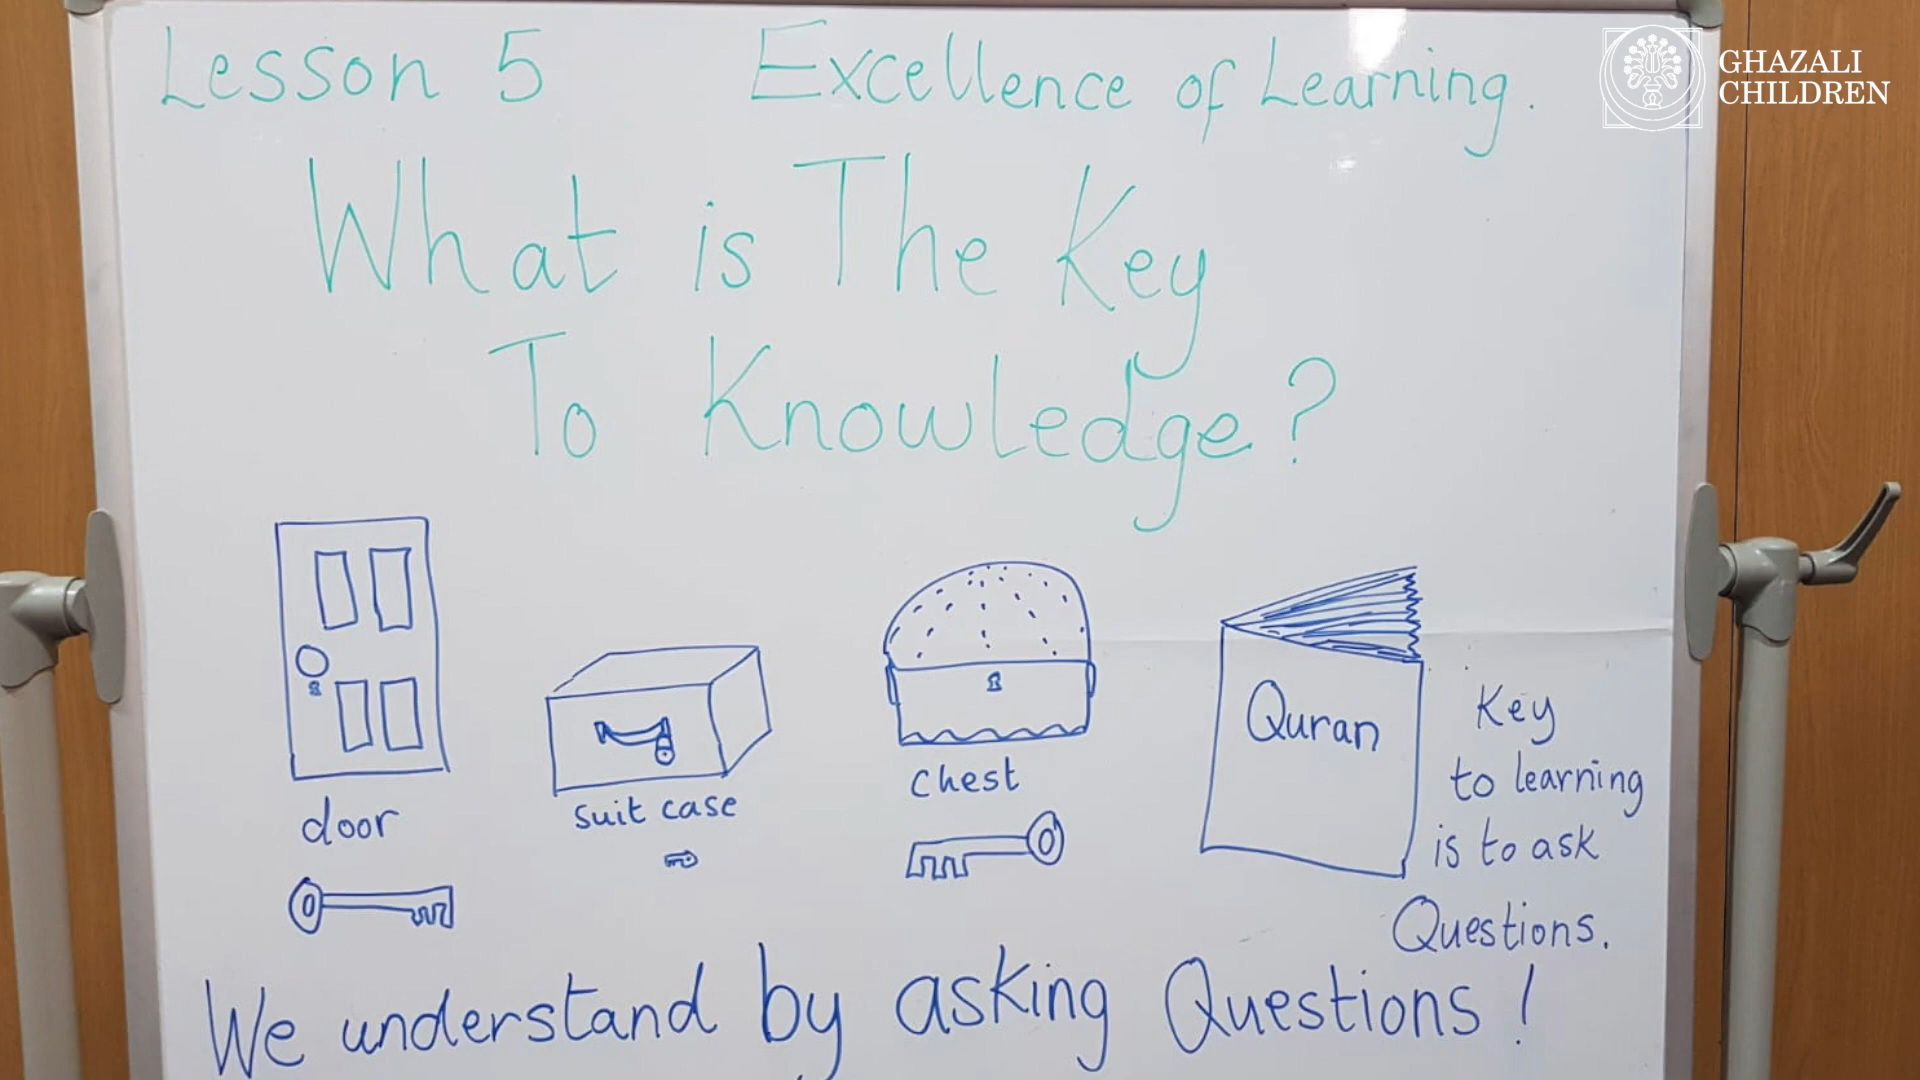 Lesson 5 Excellence of Learning.
GHAZALI
CHILDREN
What is The Key
To Knowledge?
door
suit case
chest
Quran
Key
to learning
is to ask
Questions.
We understand by asking Questions!